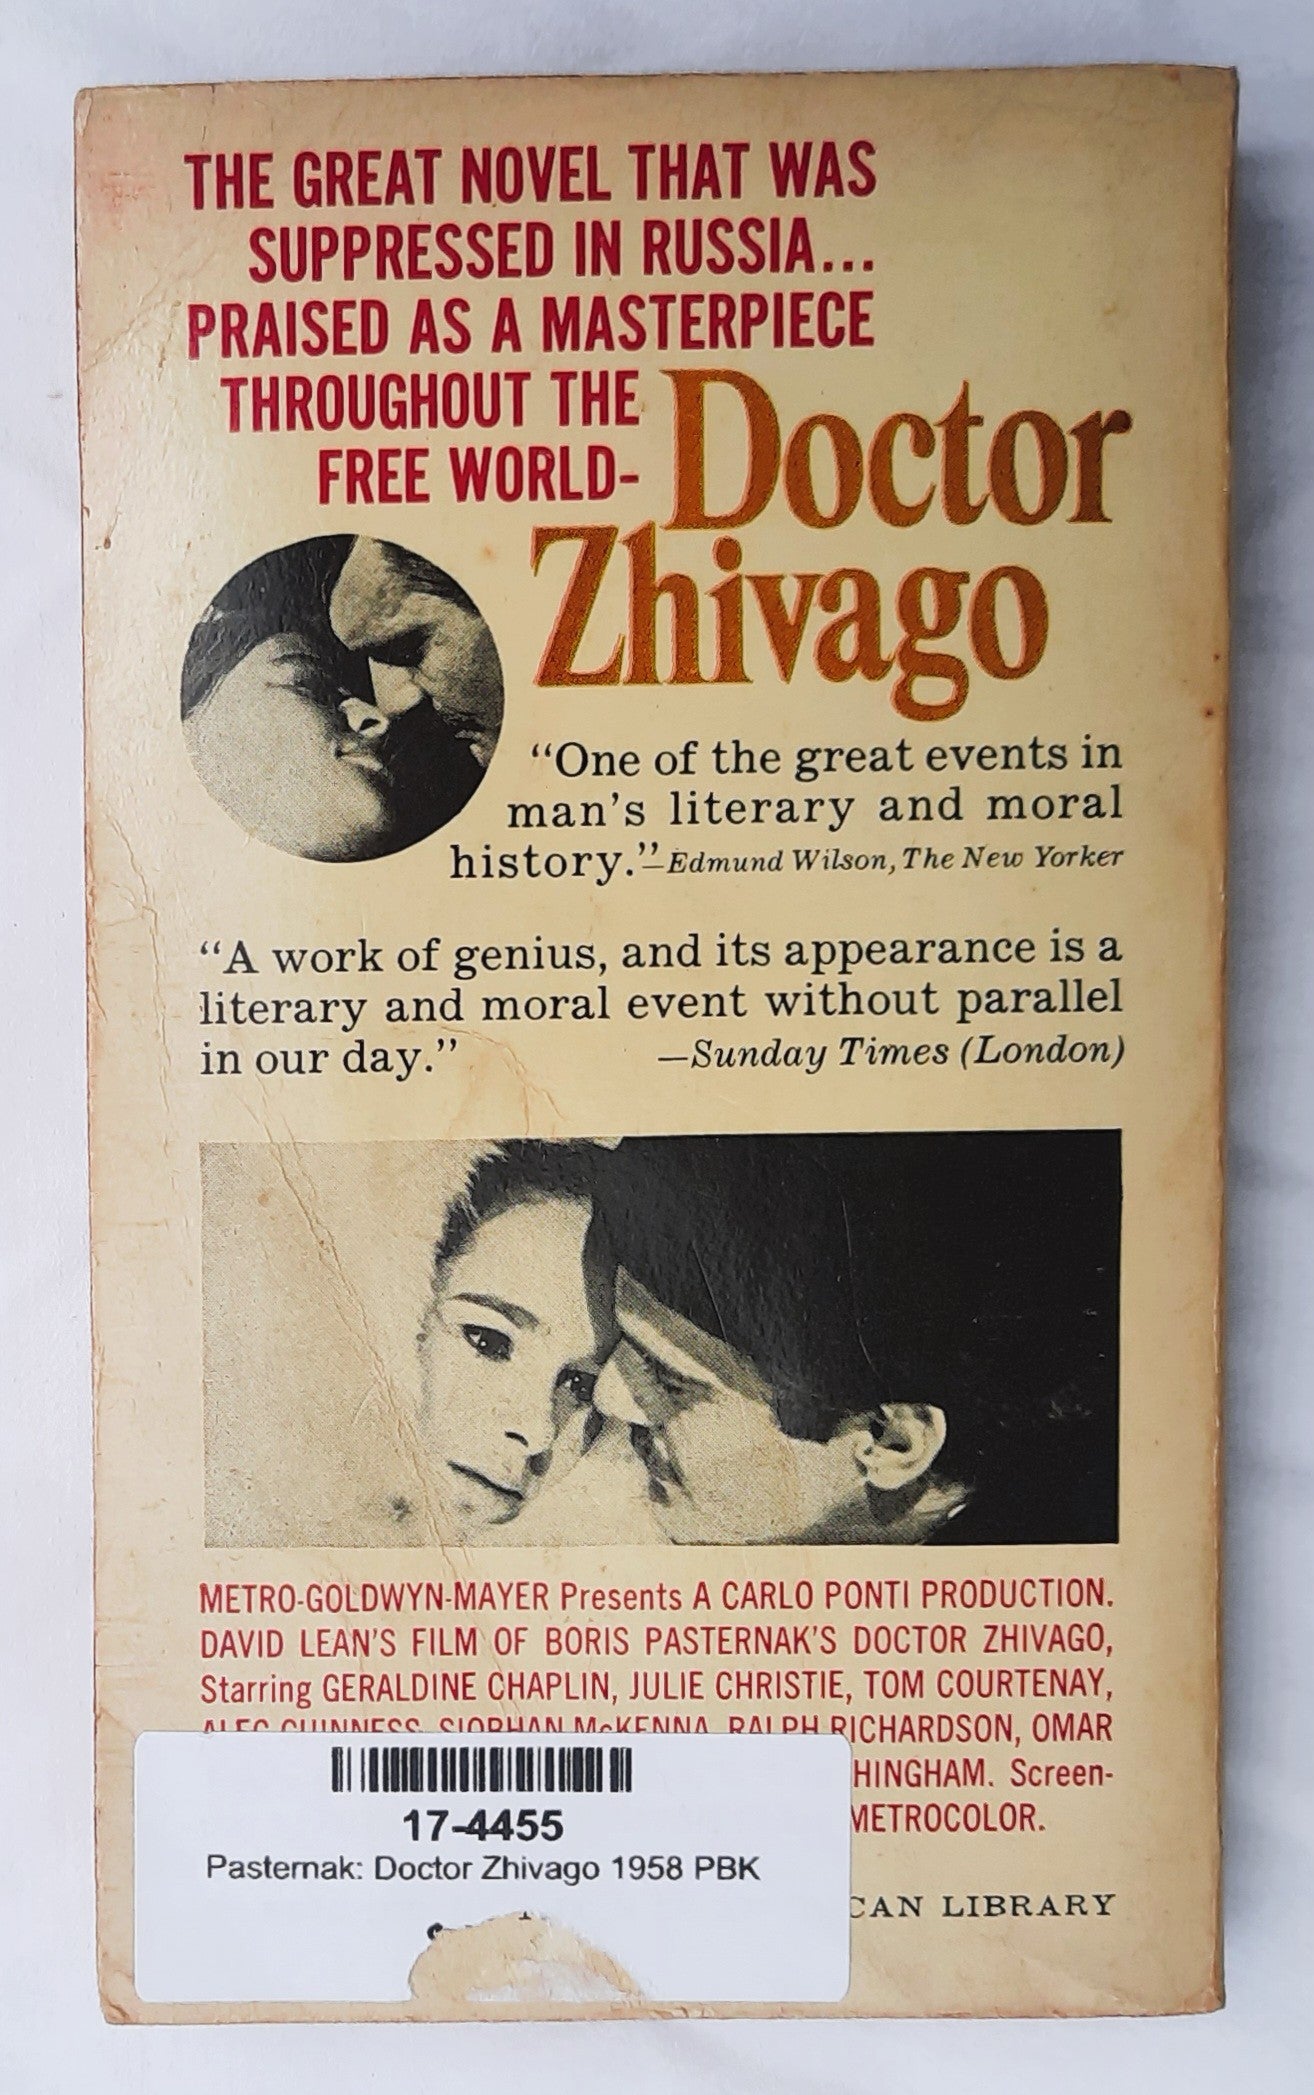 THE GREAT NOVEL THAT WAS
SUPPRESSED IN RUSSIA...
PRAISED AS A MASTERPIECE
THROUGHOUT THE
FREE WORLD-
Doctor
Zhivago
"One of the great events in
man's literary and moral
history."—Edmund Wilson, The New Yorker
"A work of genius, and its appearance is a
literary and moral event without parallel
in our day." —Sunday Times (London)
METRO-GOLDWYN-MAYER Presents A CARLO PONTI PRODUCTION.
DAVID LEAN'S FILM OF BORIS PASTERNAK'S DOCTOR ZHIVAGO,
Starring GERALDINE CHAPLIN, JULIE CHRISTIE, TOM COURTENAY,
ALEC GUINNESS, SIOBHAN McKENNA, RALPH RICHARDSON, OMAR
HINGHAM. Screen-
METROCOLOR.
CAN LIBRARY
17-4455
Pasternak: Doctor Zhivago 1958 PBK